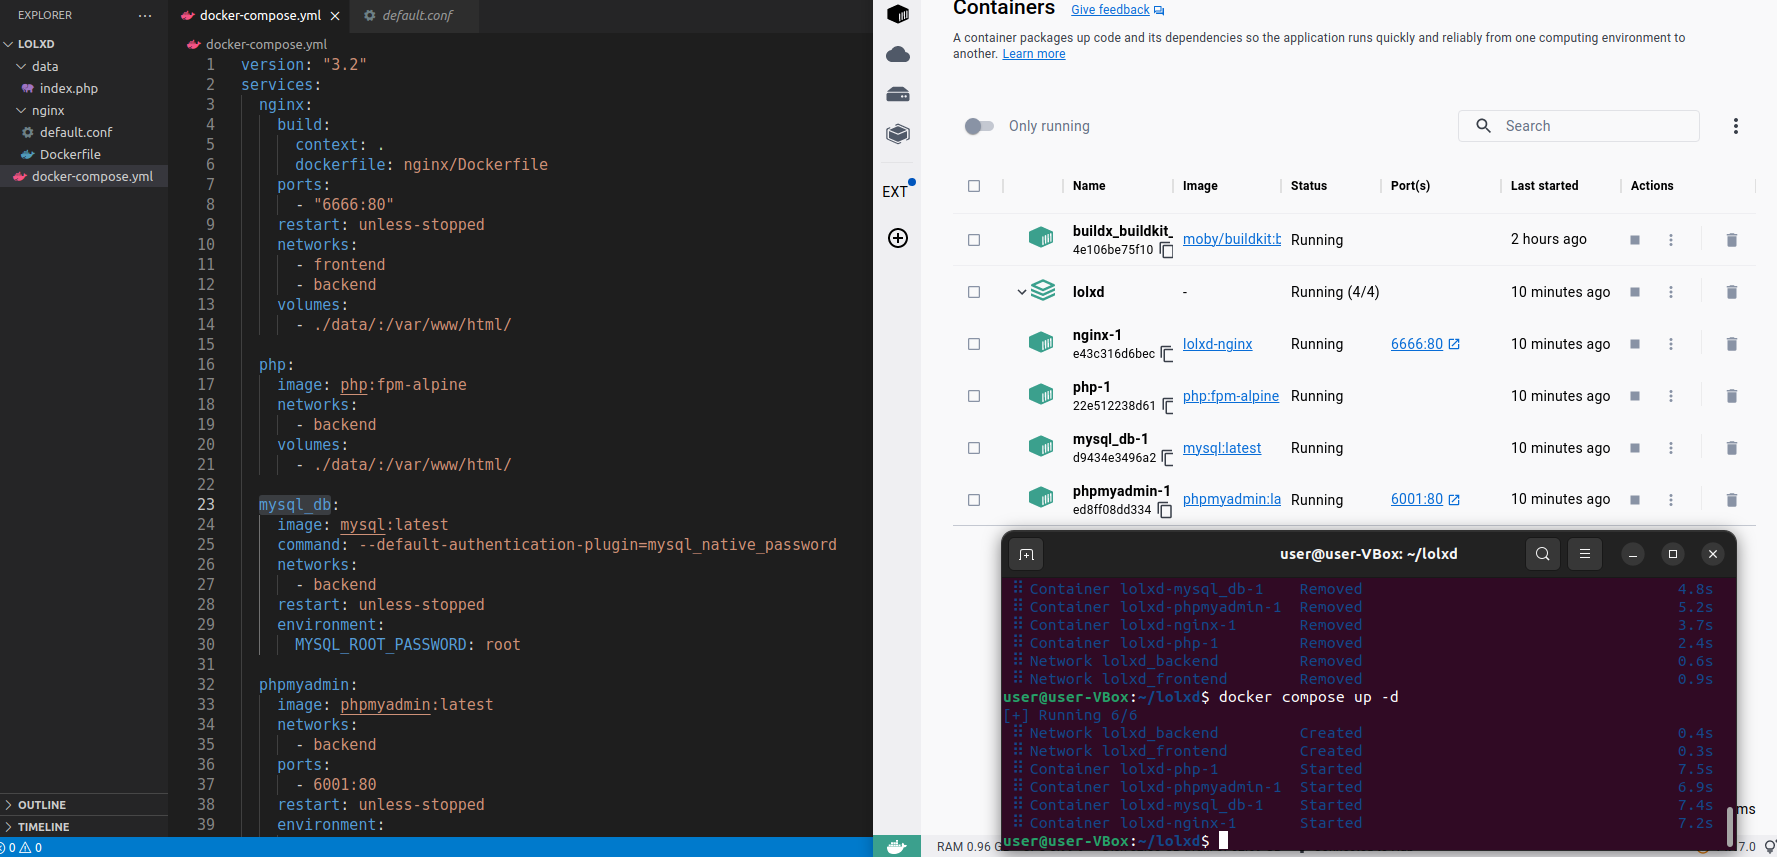 EXPLORER
···
LOLXD
data
index.php
nginx
default.conf
Dockerfile
docker-compose.yml
OUTLINE
TIMELINE
0 0
docker-compose.yml
default.conf
docker-compose.yml
1 version: "3.2"
2 services:
3 nginx:
4 build:
5 context: .
6 dockerfile: nginx/Dockerfile
7 ports:
8 - "6666:80"
9 restart: unless-stopped
10 networks:
11 - frontend
12 - backend
13 volumes:
14 - ./data/:/var/www/html/
15
16 php:
17 image: php:fpm-alpine
18 networks:
19 - backend
20 volumes:
21 - ./data/:/var/www/html/
22
23 mysql_db:
24 image: mysql:latest
25 command: --default-authentication-plugin=mysql_native_password
26 networks:
27 - backend
28 restart: unless-stopped
29 environment:
30 MYSQL_ROOT_PASSWORD: root
31
32 phpmyadmin:
33 image: phpmyadmin:latest
34 networks:
35 - backend
36 ports:
37 - 6001:80
38 restart: unless-stopped
39 environment:
EXT
Containers Give feedback
A container packages up code and its dependencies so the application runs quickly and reliably from one computing environment to
another. Learn more
Only running
Search
Name Image Status Port(s) Last started Actions
buildx_buildkit_ moby/buildkit:b Running 2 hours ago
4e106be75f10
lolxd - Running (4/4) 10 minutes ago
nginx-1 lolxd-nginx Running 6666:80 10 minutes ago
e43c316d6bec
php-1 php:fpm-alpine Running 10 minutes ago
22e512238d61
mysql_db-1 mysql:latest Running 10 minutes ago
d9434e3496a2
phpmyadmin-1 phpmyadmin:la Running 6001:80 10 minutes ago
ed8ff08dd334
user@user-VBox: ~/lolxd
Container lolxd-mysql_db-1 Removed 4.8s
Container lolxd-phpmyadmin-1 Removed 5.2s
Container lolxd-nginx-1 Removed 3.7s
Container lolxd-php-1 Removed 2.4s
Network lolxd_backend Removed 0.6s
Network lolxd_frontend Removed 0.9s
user@user-VBox:~/lolxd$ docker compose up -d
[+] Running 6/6
Network lolxd_backend Created 0.4s
Network lolxd_frontend Created 0.3s
Container lolxd-php-1 Started 7.5s
Container lolxd-phpmyadmin-1 Started 6.9s
Container lolxd-mysql_db-1 Started 7.4s
Container lolxd-nginx-1 Started 7.2s
user@user-VBox:~/lolxd$
ms
RAM 0.96 G
7.0